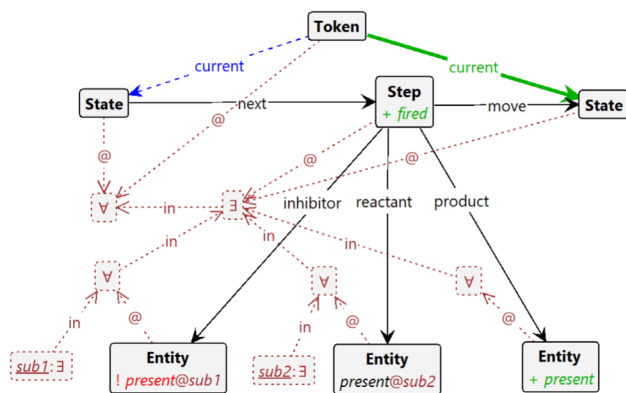 Token
current
current
State
next
Step
+ fired
move
State
@
@
@
@
∀
in
∃
inhibitor
reactant
product
in
in
in
∀
∀
∀
in
@
in
@
@
sub1:∃
Entity
! present@sub1
sub2:∃
Entity
present@sub2
Entity
+ present